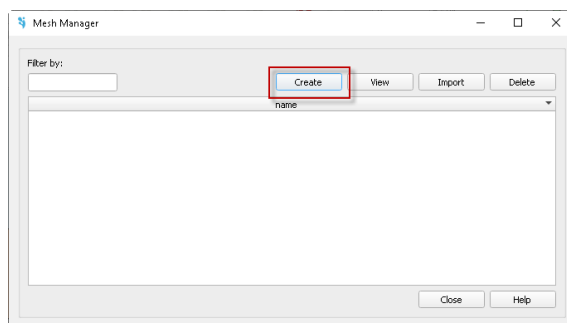 Mesh Manager
Filter by:
Create View Import Delete
name
Close Help